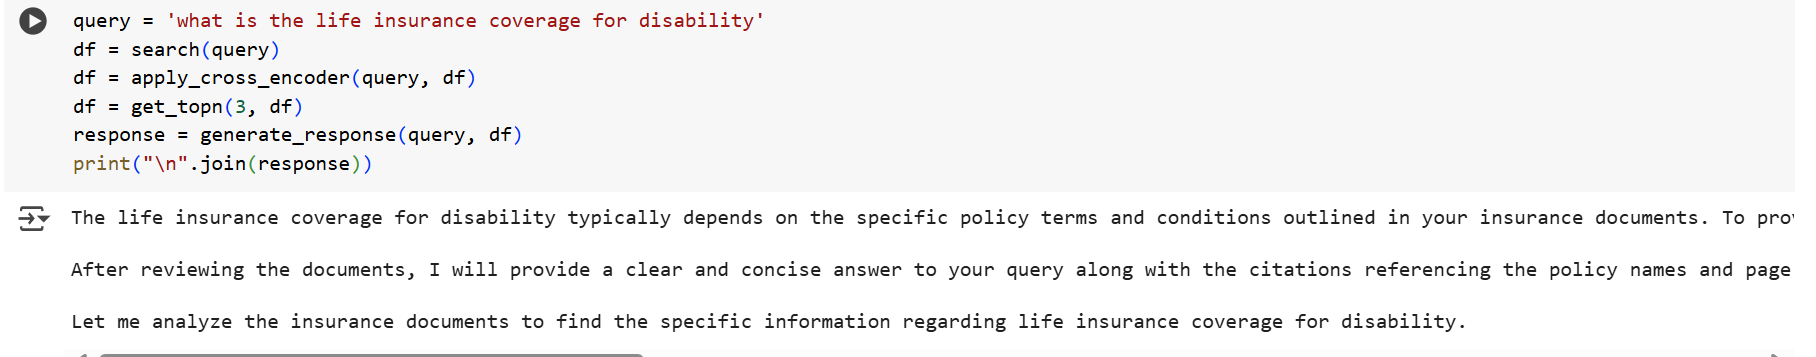 query = 'what is the life insurance coverage for disability'
df = search(query)
df = apply_cross_encoder(query, df)
df = get_topn(3, df)
response = generate_response(query, df)
print("\n".join(response))
The life insurance coverage for disability typically depends on the specific policy terms and conditions outlined in your insurance documents. To
After reviewing the documents, I will provide a clear and concise answer to your query along with the citations referencing the policy names and page
Let me analyze the insurance documents to find the specific information regarding life insurance coverage for disability.